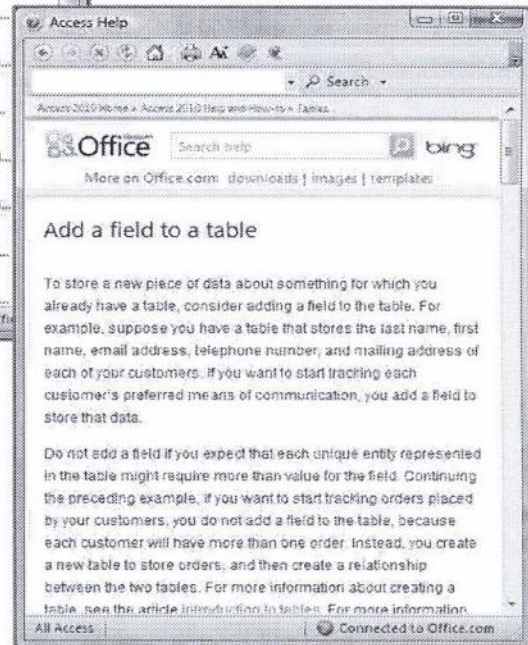 Access Help
Search
Access 2010 Home > Access 2010 Help and How-to > Tables
Office
Search help
bing
More on Office.com: downloads | images | templates
Add a field to a table
To store a new piece of data about something for which you
already have a table, consider adding a field to the table. For
example, suppose you have a table that stores the last name, first
name, email address, telephone number, and mailing address of
each of your customers. If you want to start tracking each
customer's preferred means of communication, you add a field to
store that data.
Do not add a field if you expect that each unique entity represented
in the table might require more than value for the field. Continuing
the preceding example, if you want to start tracking orders placed
by your customers, you do not add a field to the table, because
each customer will have more than one order. Instead, you create
a new table to store orders, and then create a relationship
between the two tables. For more information about creating a
table, see the article Introduction to tables. For more information
All Access
Connected to Office.com